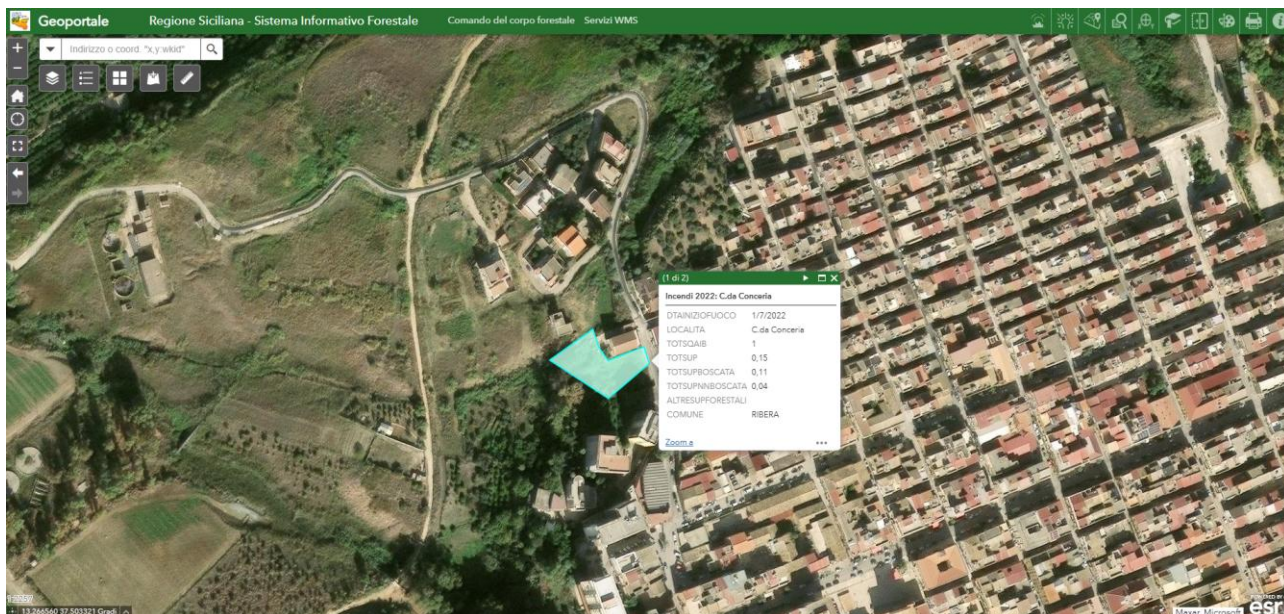 Geoportale Regione Siciliana - Sistema Informativo Forestale Comando del corpo forestale Servizi WMS
+
Indirizzo o coord. "x,y:wkid"
−
(1 di 2)
Incendi 2022: C.da Conceria
DTAINIZIOFUOCO 1/7/2022
LOCALITA C.da Conceria
TOTSQAIB 1
TOTSUP 0,15
TOTSUPBOSCATA 0,11
TOTSUPNNBOSCATA 0,04
ALTRESUPFORESTALI
COMUNE RIBERA
Zoom a
13.266560 37.503321 Gradi
Maxar, Microsoft
POWERED BY
esri